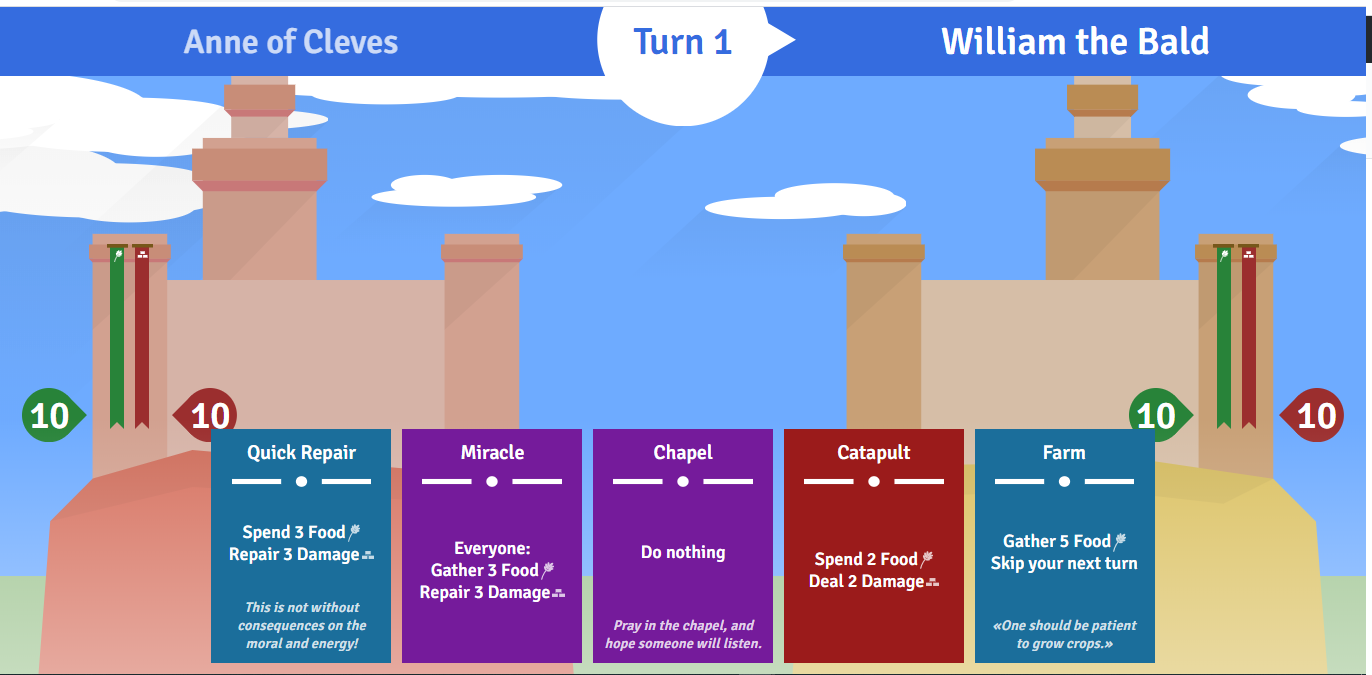 Anne of Cleves
Turn 1
William the Bald
10
10
10
10
Quick Repair
Spend 3 Food
Repair 3 Damage
This is not without
consequences on the
moral and energy!
Miracle
Everyone:
Gather 3 Food
Repair 3 Damage
Chapel
Do nothing
Pray in the chapel, and
hope someone will listen.
Catapult
Spend 2 Food
Deal 2 Damage
Farm
Gather 5 Food
Skip your next turn
«One should be patient
to grow crops.»